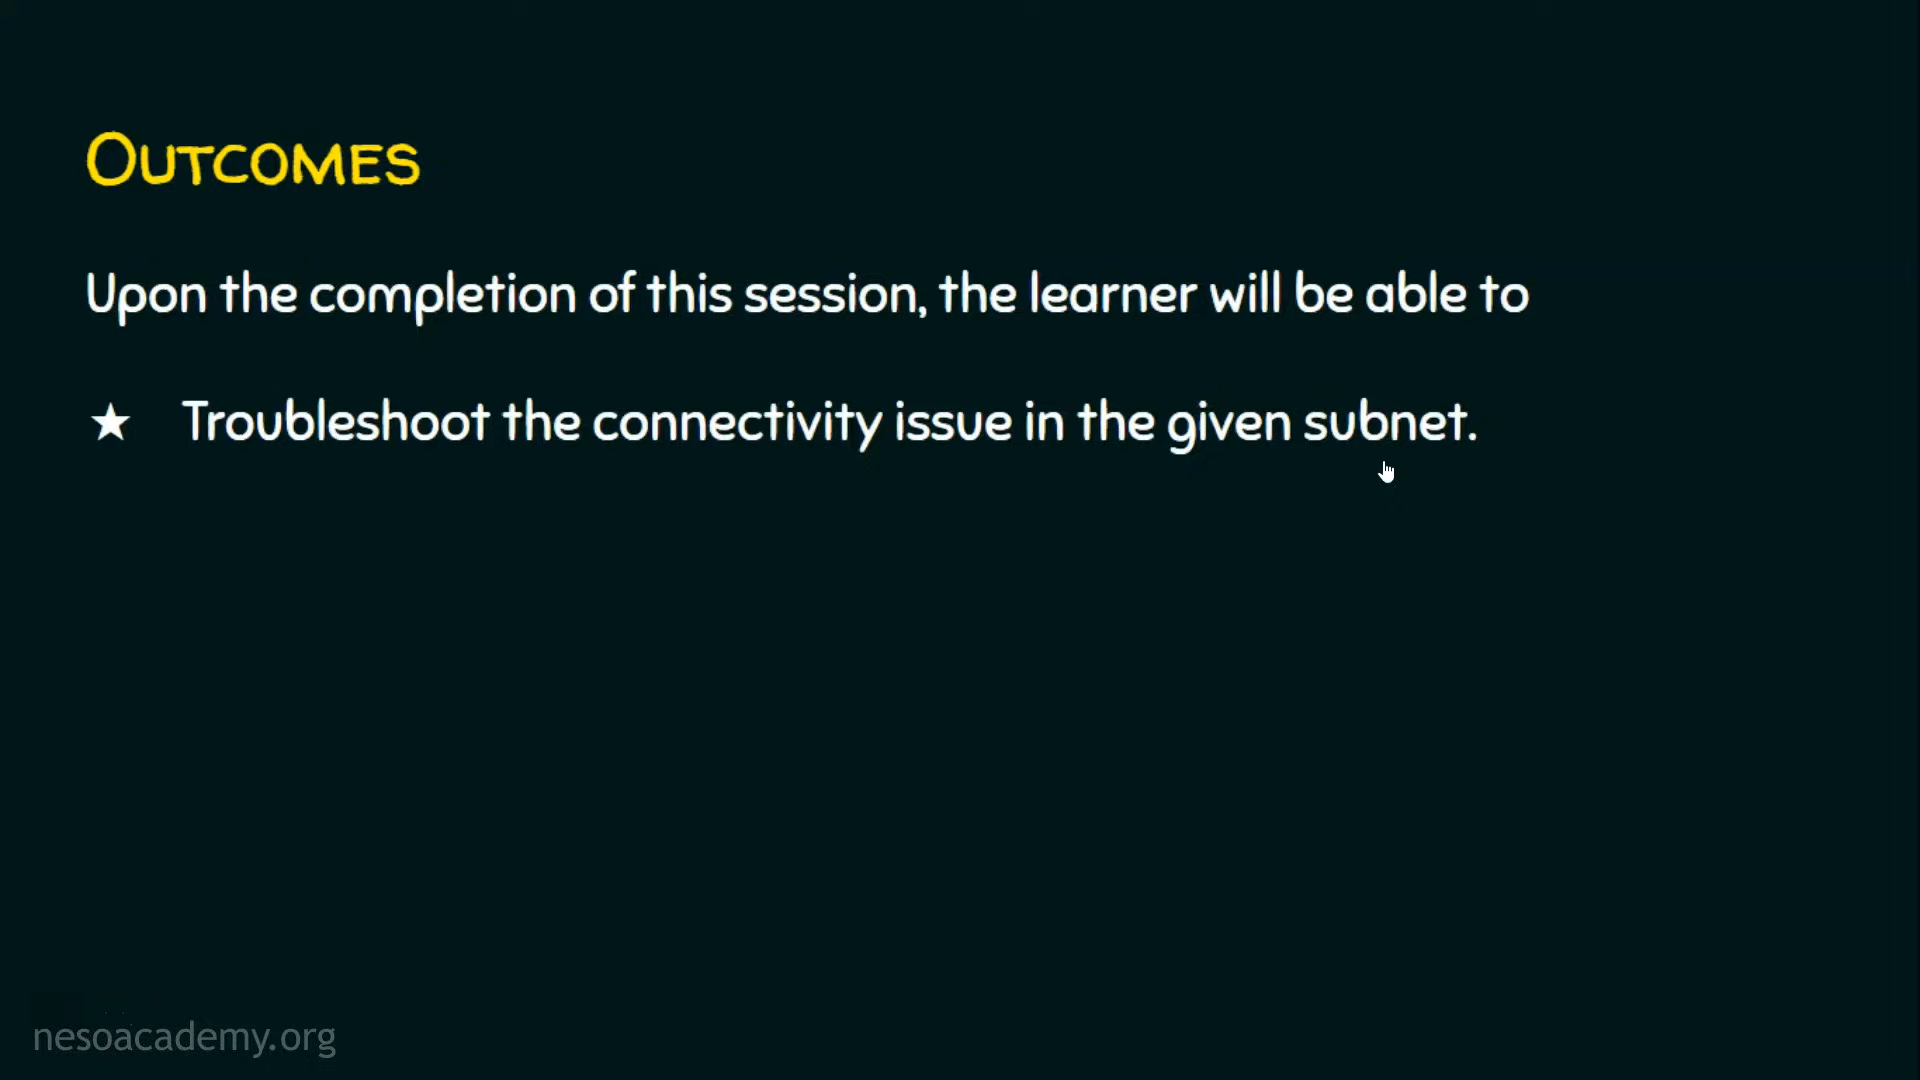 OUTCOMES
Upon the completion of this session, the learner will be able to
★ Troubleshoot the connectivity issue in the given subnet.
nesoacademy.org